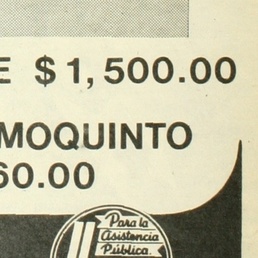 E $1,500.00
MOQUINTO
60.00
Para la
Asistencia
Pública.